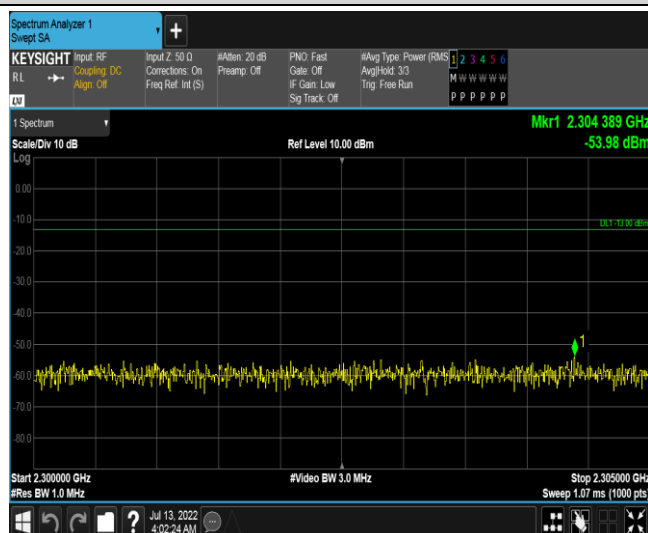 Spectrum Analyzer 1
Swept SA
+
KEYSIGHT Input: RF Input Z: 50 Ω #Atten: 20 dB PNO: Fast #Avg Type: Power (RMS 1 2 3 4 5 6
RL Coupling: DC Corrections: On Preamp: Off Gate: Off Avg|Hold: 3/3 M W W W W W
Align: Off Freq Ref: Int (S) IF Gain: Low Trig: Free Run
Sig Track: Off P P P P P P
LXI
1 Spectrum Mkr1 2.304 389 GHz
Scale/Div 10 dB Ref Level 10.00 dBm -53.98 dBm
Log
0.00
-10.0
DL1 -13.00 dBm
-20.0
-30.0
-40.0
-50.0
1
-60.0
-70.0
-80.0
Start 2.300000 GHz #Video BW 3.0 MHz Stop 2.305000 GHz
#Res BW 1.0 MHz Sweep 1.07 ms (1000 pts)
? Jul 13, 2022
4:02:24 AM